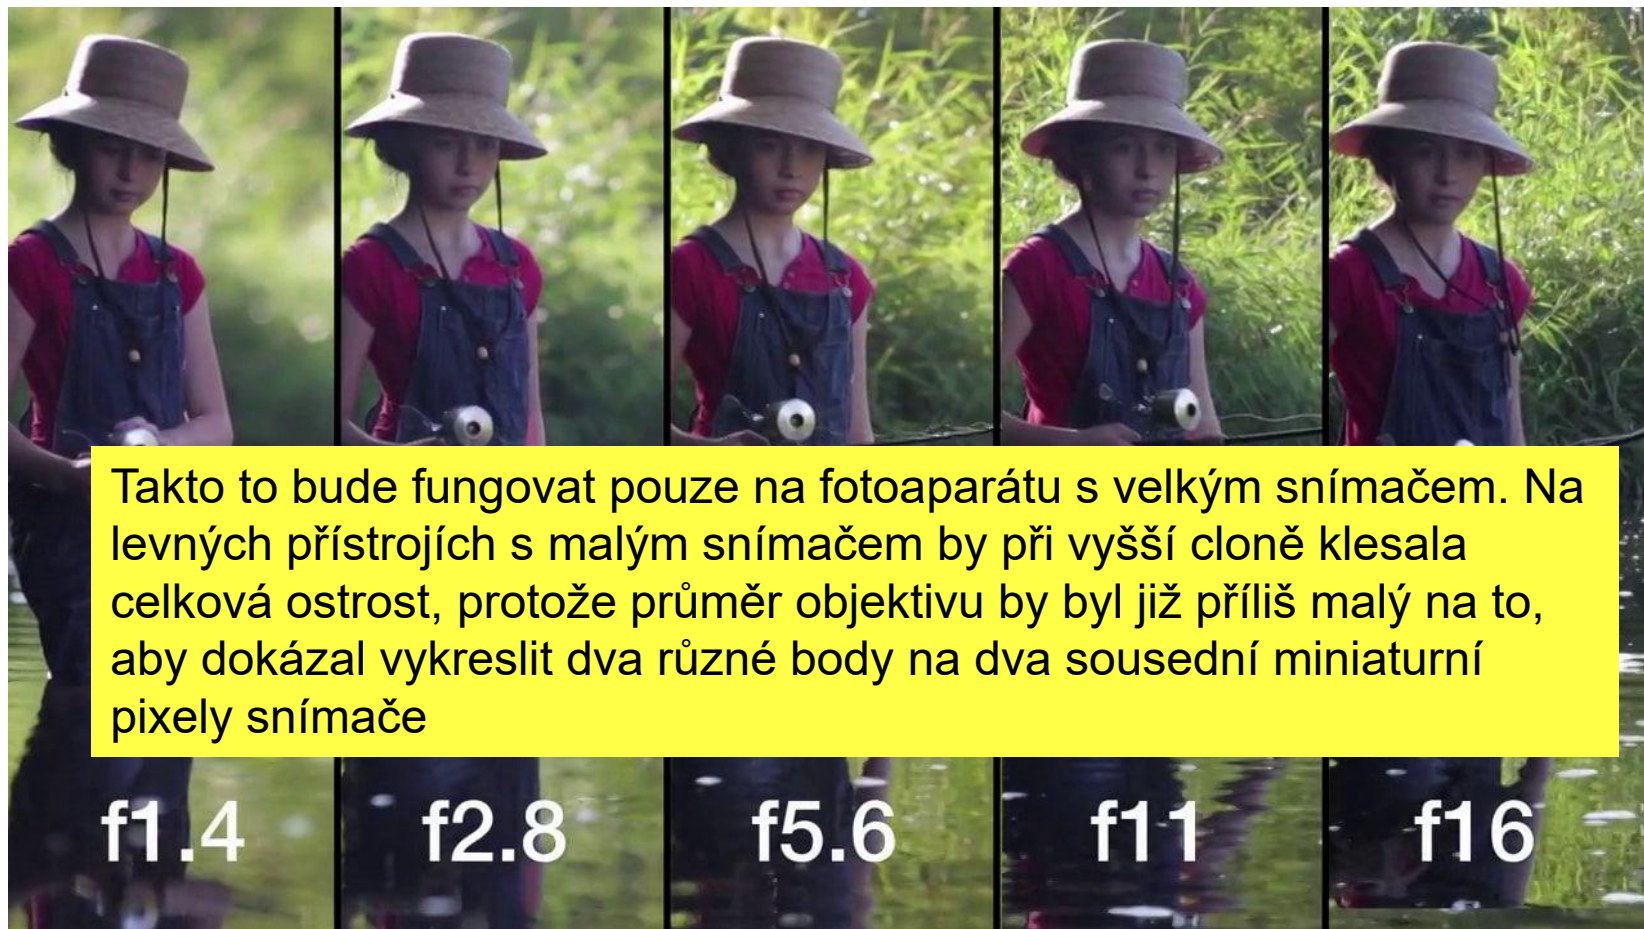 Takto to bude fungovat pouze na fotoaparátu s velkým snímačem. Na
levných přístrojích s malým snímačem by při vyšší cloně klesala
celková ostrost, protože průměr objektivu by byl již příliš malý na to,
aby dokázal vykreslit dva různé body na dva sousední miniaturní
pixely snímače
f1.4 f2.8 f5.6 f11 f16